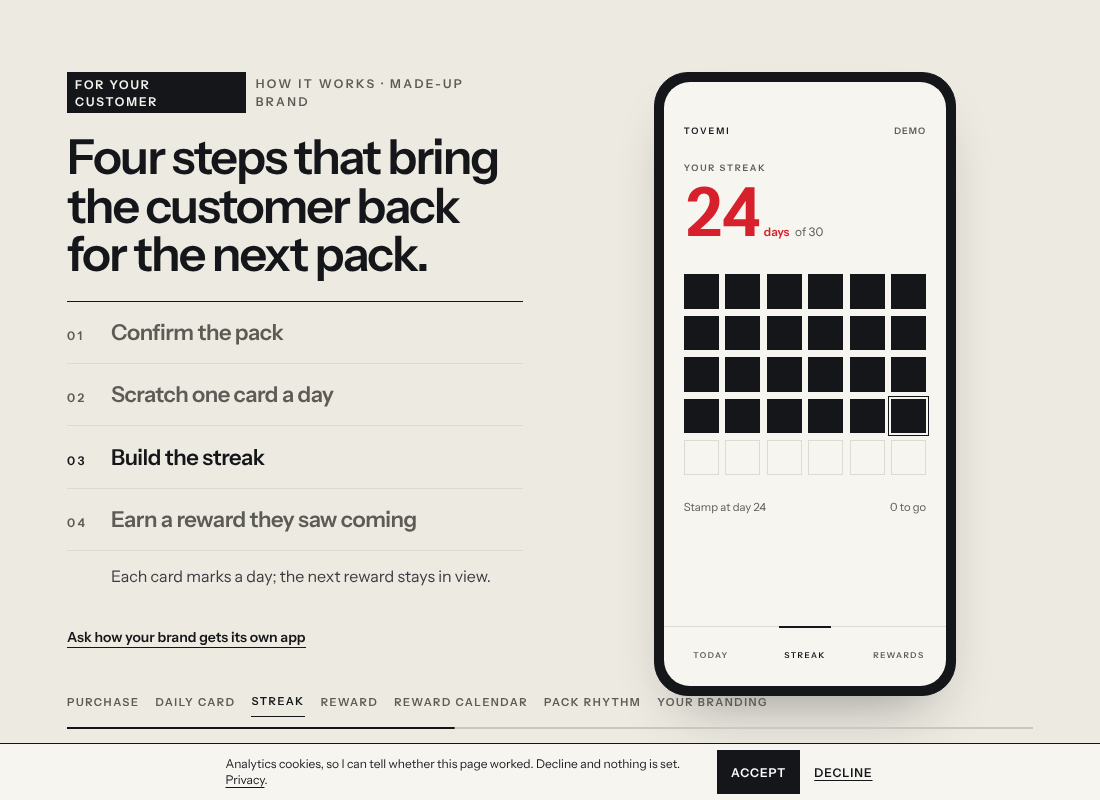 FOR YOUR
CUSTOMER
HOW IT WORKS · MADE-UP
BRAND
Four steps that bring
the customer back
for the next pack.
01 Confirm the pack
02 Scratch one card a day
03 Build the streak
04 Earn a reward they saw coming
Each card marks a day; the next reward stays in view.
Ask how your brand gets its own app
TOVEMI DEMO
YOUR STREAK
24 days of 30
Stamp at day 24 0 to go
TODAY STREAK REWARDS
PURCHASE DAILY CARD STREAK REWARD REWARD CALENDAR PACK RHYTHM YOUR BRANDING
Analytics cookies, so I can tell whether this page worked. Decline and nothing is set.
Privacy.
ACCEPT DECLINE